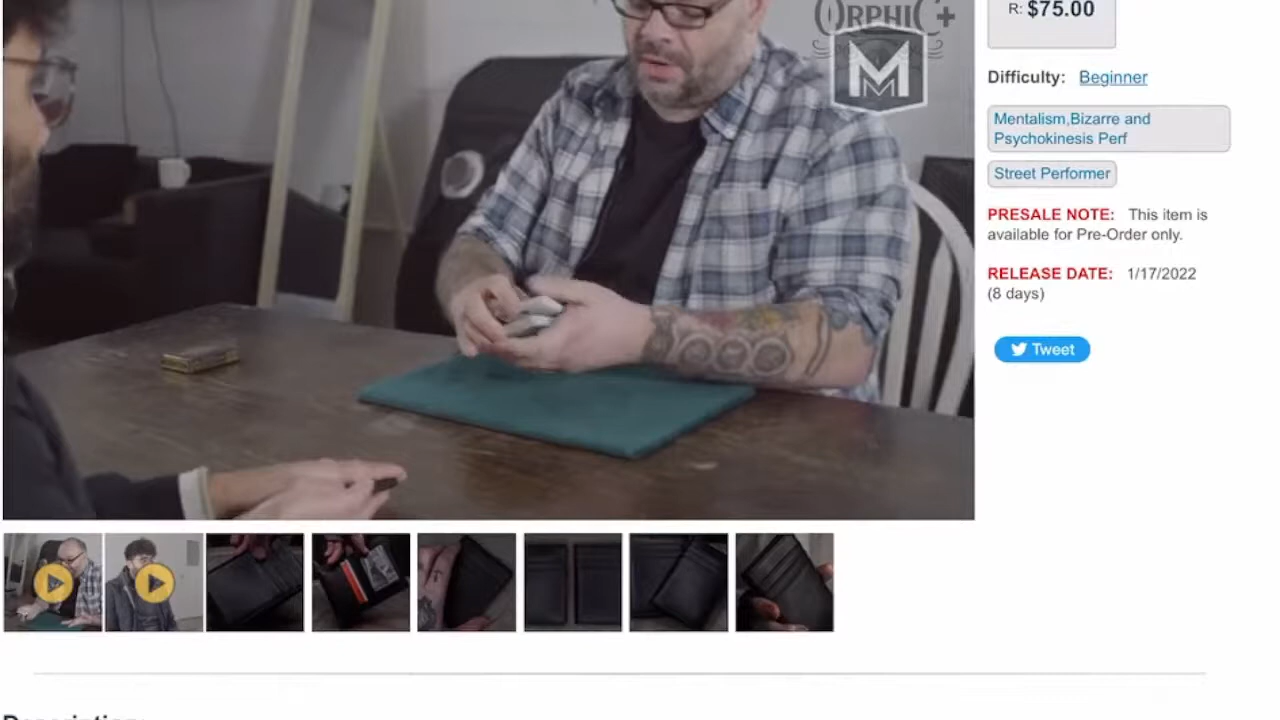 ORPHIC+
M
R: $75.00
Difficulty: Beginner
Mentalism,Bizarre and
Psychokinesis Perf
Street Performer
PRESALE NOTE: This item is
available for Pre-Order only.
RELEASE DATE: 1/17/2022
(8 days)
Tweet
Description: